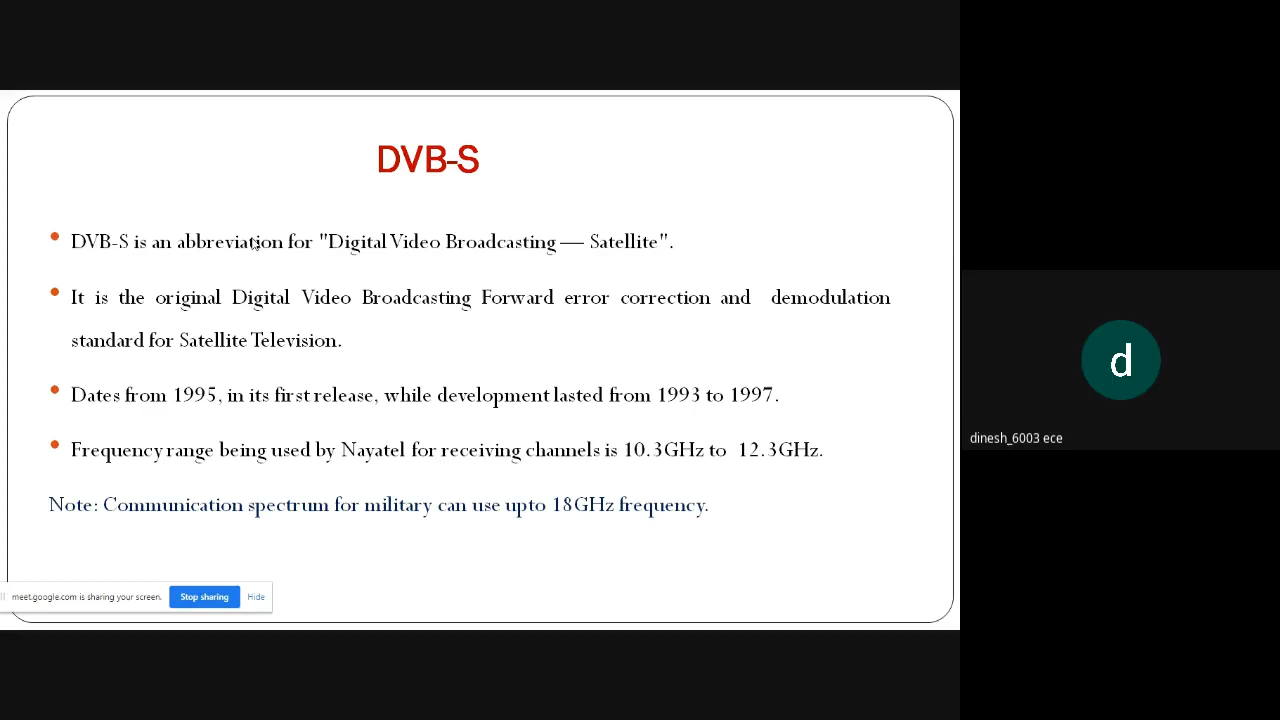 DVB-S
DVB-S is an abbreviation for "Digital Video Broadcasting — Satellite".
It is the original Digital Video Broadcasting Forward error correction and demodulation
standard for Satellite Television.
Dates from 1995, in its first release, while development lasted from 1993 to 1997.
Frequency range being used by Nayatel for receiving channels is 10.3GHz to 12.3GHz.
Note: Communication spectrum for military can use upto 18GHz frequency.
meet.google.com is sharing your screen. Stop sharing Hide
d
dinesh_6003 ece